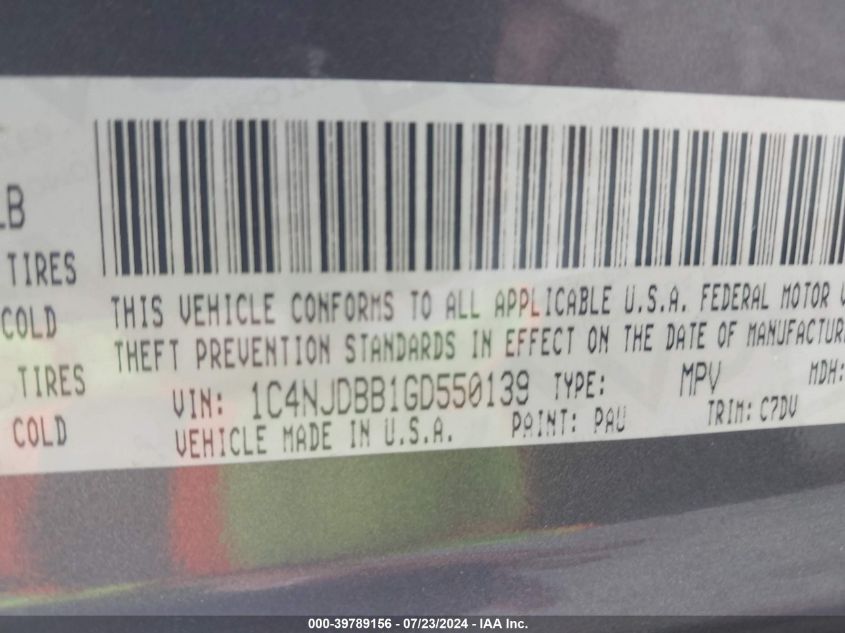 LB
TIRES
COLD
TIRES
COLD
THIS VEHICLE CONFORMS TO ALL APPLICABLE U.S.A. FEDERAL MOTOR
THEFT PREVENTION STANDARDS IN EFFECT ON THE DATE OF MANUFACTURE
VIN: 1C4NJDBB1GD550139 TYPE: MPV MDH:
VEHICLE MADE IN U.S.A. PAINT: PAU TRIM: C7DV
000-39789156 - 07/23/2024 - IAA Inc.